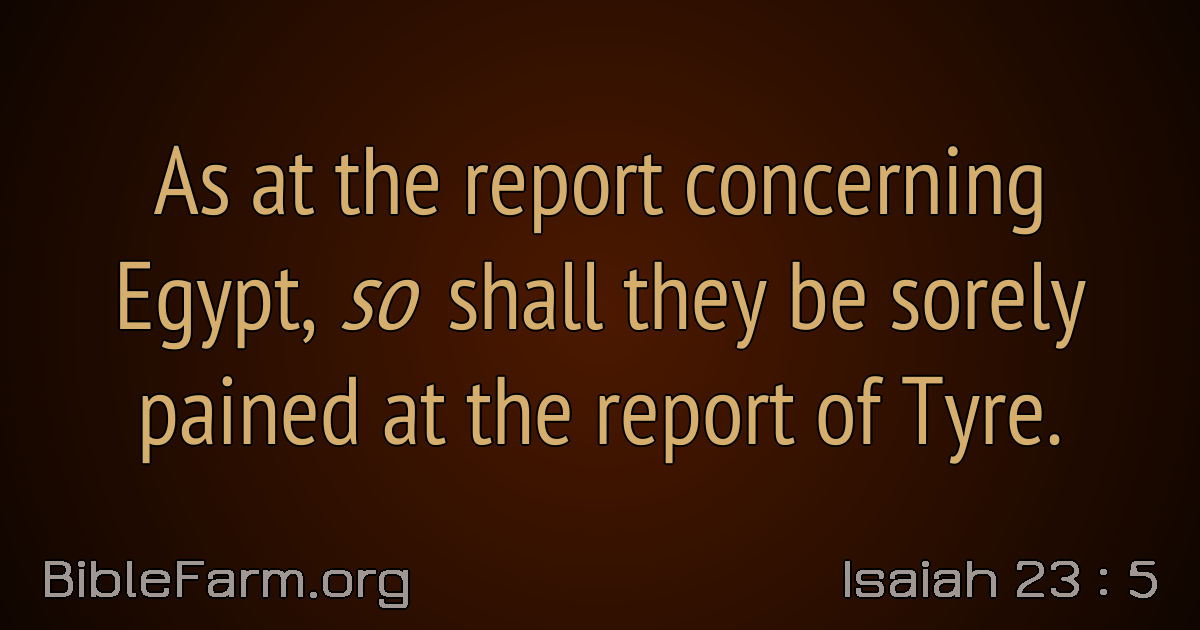 As at the report concerning
Egypt, so shall they be sorely
pained at the report of Tyre.
BibleFarm.org
Isaiah 23 : 5